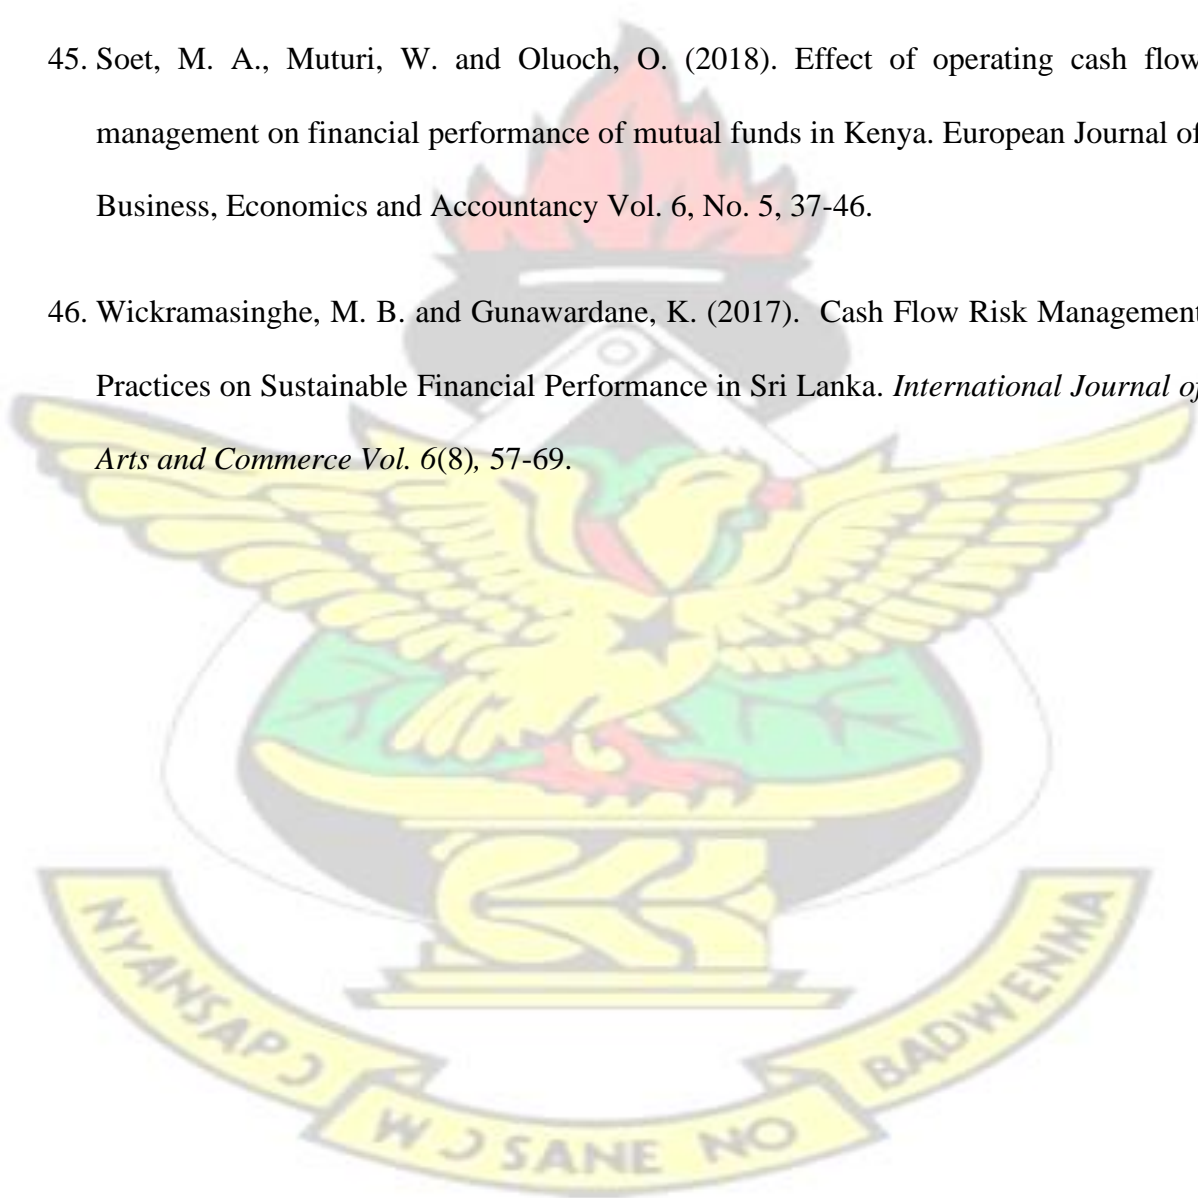 45. Soet, M. A., Muturi, W. and Oluoch, O. (2018). Effect of operating cash flow
management on financial performance of mutual funds in Kenya. European Journal of
Business, Economics and Accountancy Vol. 6, No. 5, 37-46.
46. Wickramasinghe, M. B. and Gunawardane, K. (2017). Cash Flow Risk Management
Practices on Sustainable Financial Performance in Sri Lanka. International Journal of
Arts and Commerce Vol. 6(8), 57-69.
NYANSAPƆ
WƆSANE NO
BADWENMA